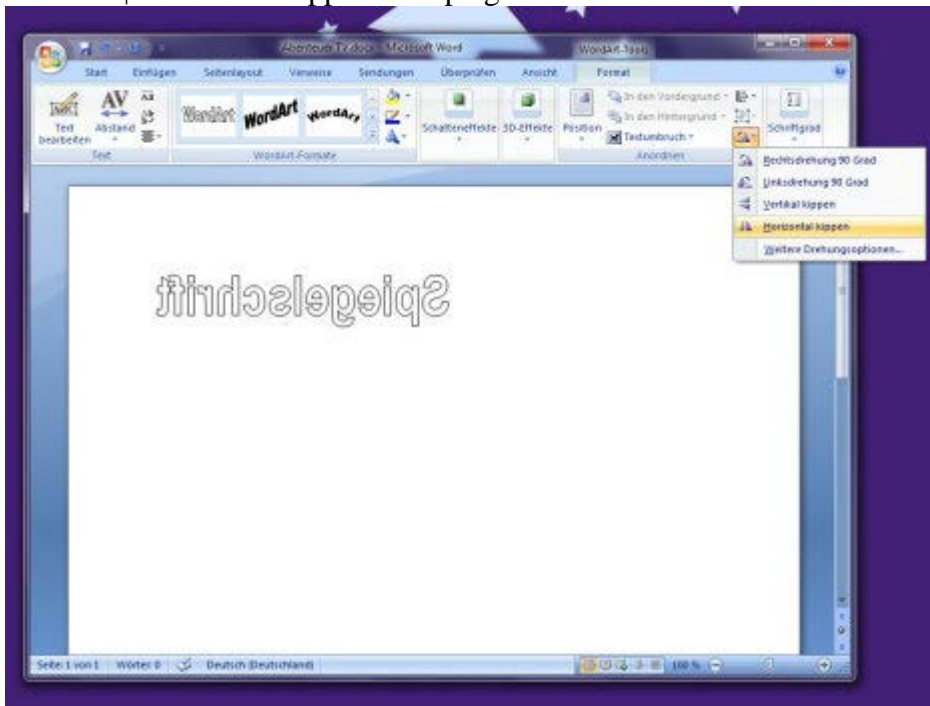 Abenteuer Tv.docx - Microsoft Word
WordArt-Tools
Start Einfügen Seitenlayout Verweise Sendungen Überprüfen Ansicht Format
Text bearbeiten
AV
Abstand
Text
WordArt WordArt WordArt
WordArt-Formate
Schatteneffekte
3D-Effekte
Position
In den Vordergrund
In den Hintergrund
Textumbruch
Anordnen
Schriftgrad
Rechtsdrehung 90 Grad
Linksdrehung 90 Grad
Vertikal kippen
Horizontal kippen
Weitere Drehungsoptionen...
Spiegelschrift
Seite: 1 von 1 Wörter: 0 Deutsch (Deutschland) 100 %